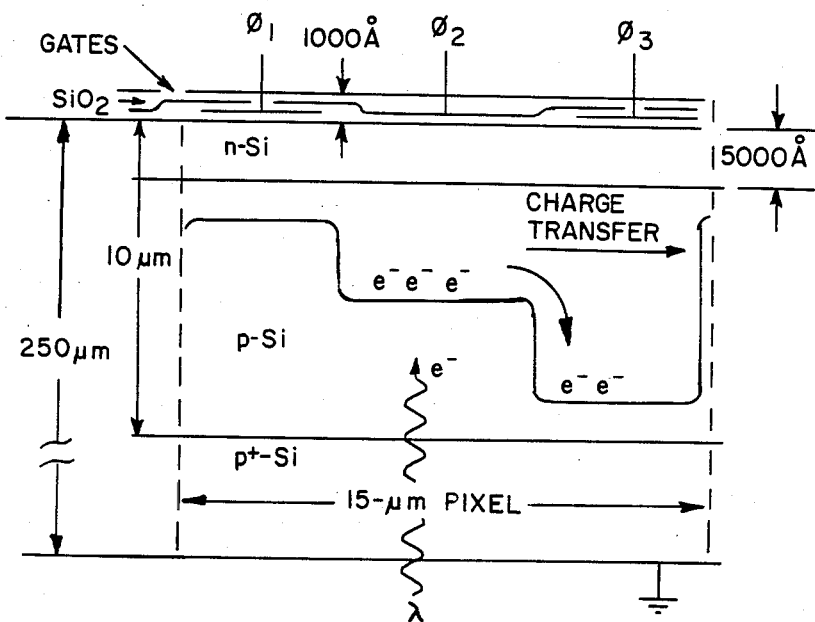 Ø1 1000Å Ø2 Ø3
GATES
SiO2
n-Si
5000Å
CHARGE
TRANSFER
10 µm
e- e- e-
250µm
p-Si
e-
e- e-
p+-Si
15-µm PIXEL
λ